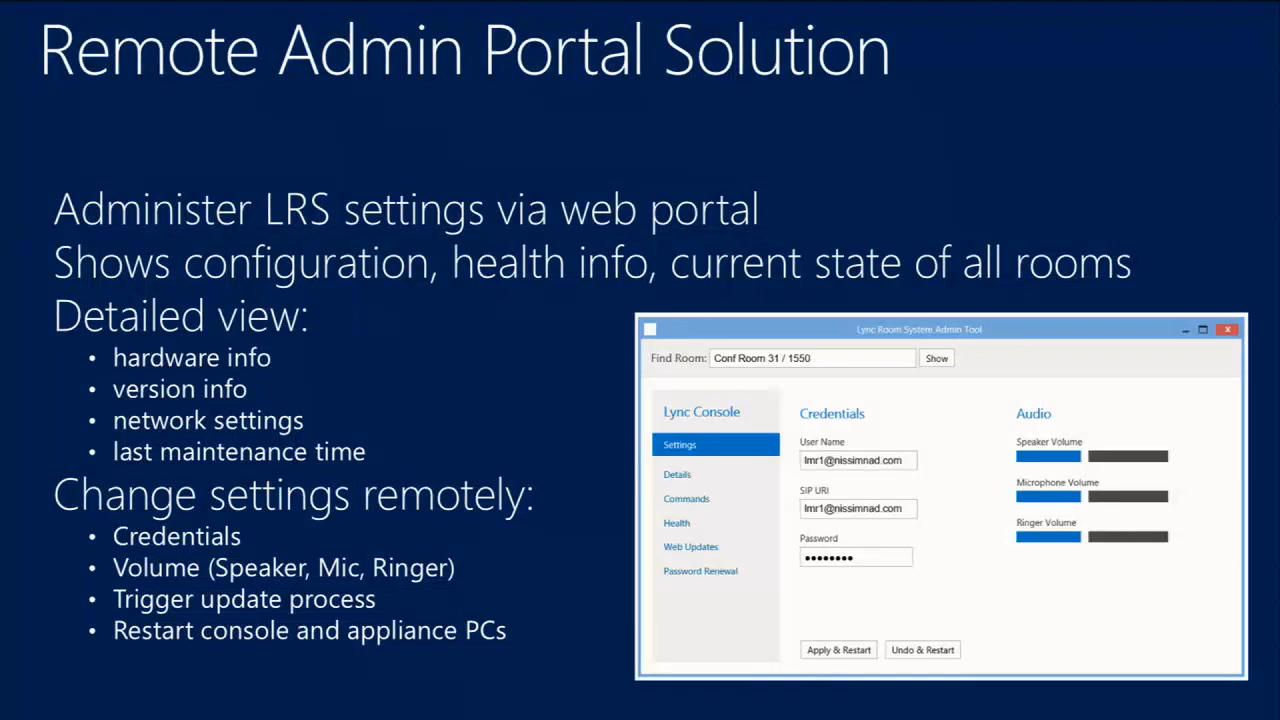 Remote Admin Portal Solution
Administer LRS settings via web portal
Shows configuration, health info, current state of all rooms
Detailed view:
• hardware info
• version info
• network settings
• last maintenance time
Change settings remotely:
• Credentials
• Volume (Speaker, Mic, Ringer)
• Trigger update process
• Restart console and appliance PCs
Lync Room System Admin Tool
Find Room: Conf Room 31 / 1550 Show
Lync Console
Settings
Details
Commands
Health
Web Updates
Password Renewal
Credentials
User Name
lmr1@nissimnad.com
SIP URI
lmr1@nissimnad.com
Password
••••••••
Apply & Restart Undo & Restart
Audio
Speaker Volume
Microphone Volume
Ringer Volume